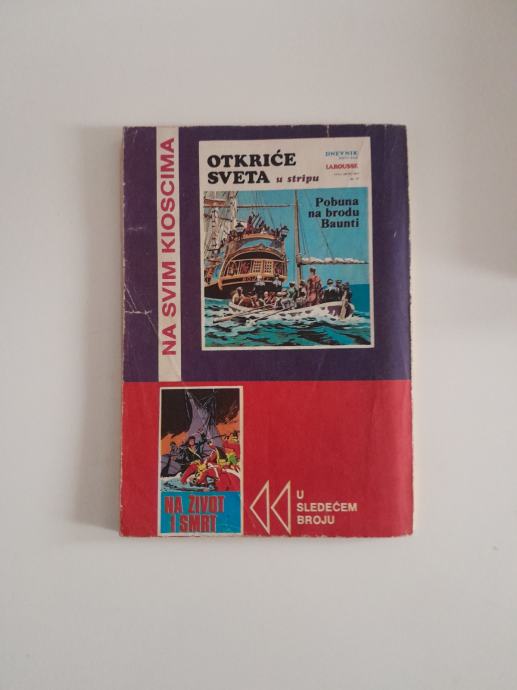 NA SVIM KIOSCIMA
OTKRIĆE
SVETA u stripu
DNEVNIK
LAROUSSE
Pobuna
na brodu
Baunti
NA ŽIVOT
I SMRT
U
SLEDEĆEM
BROJU